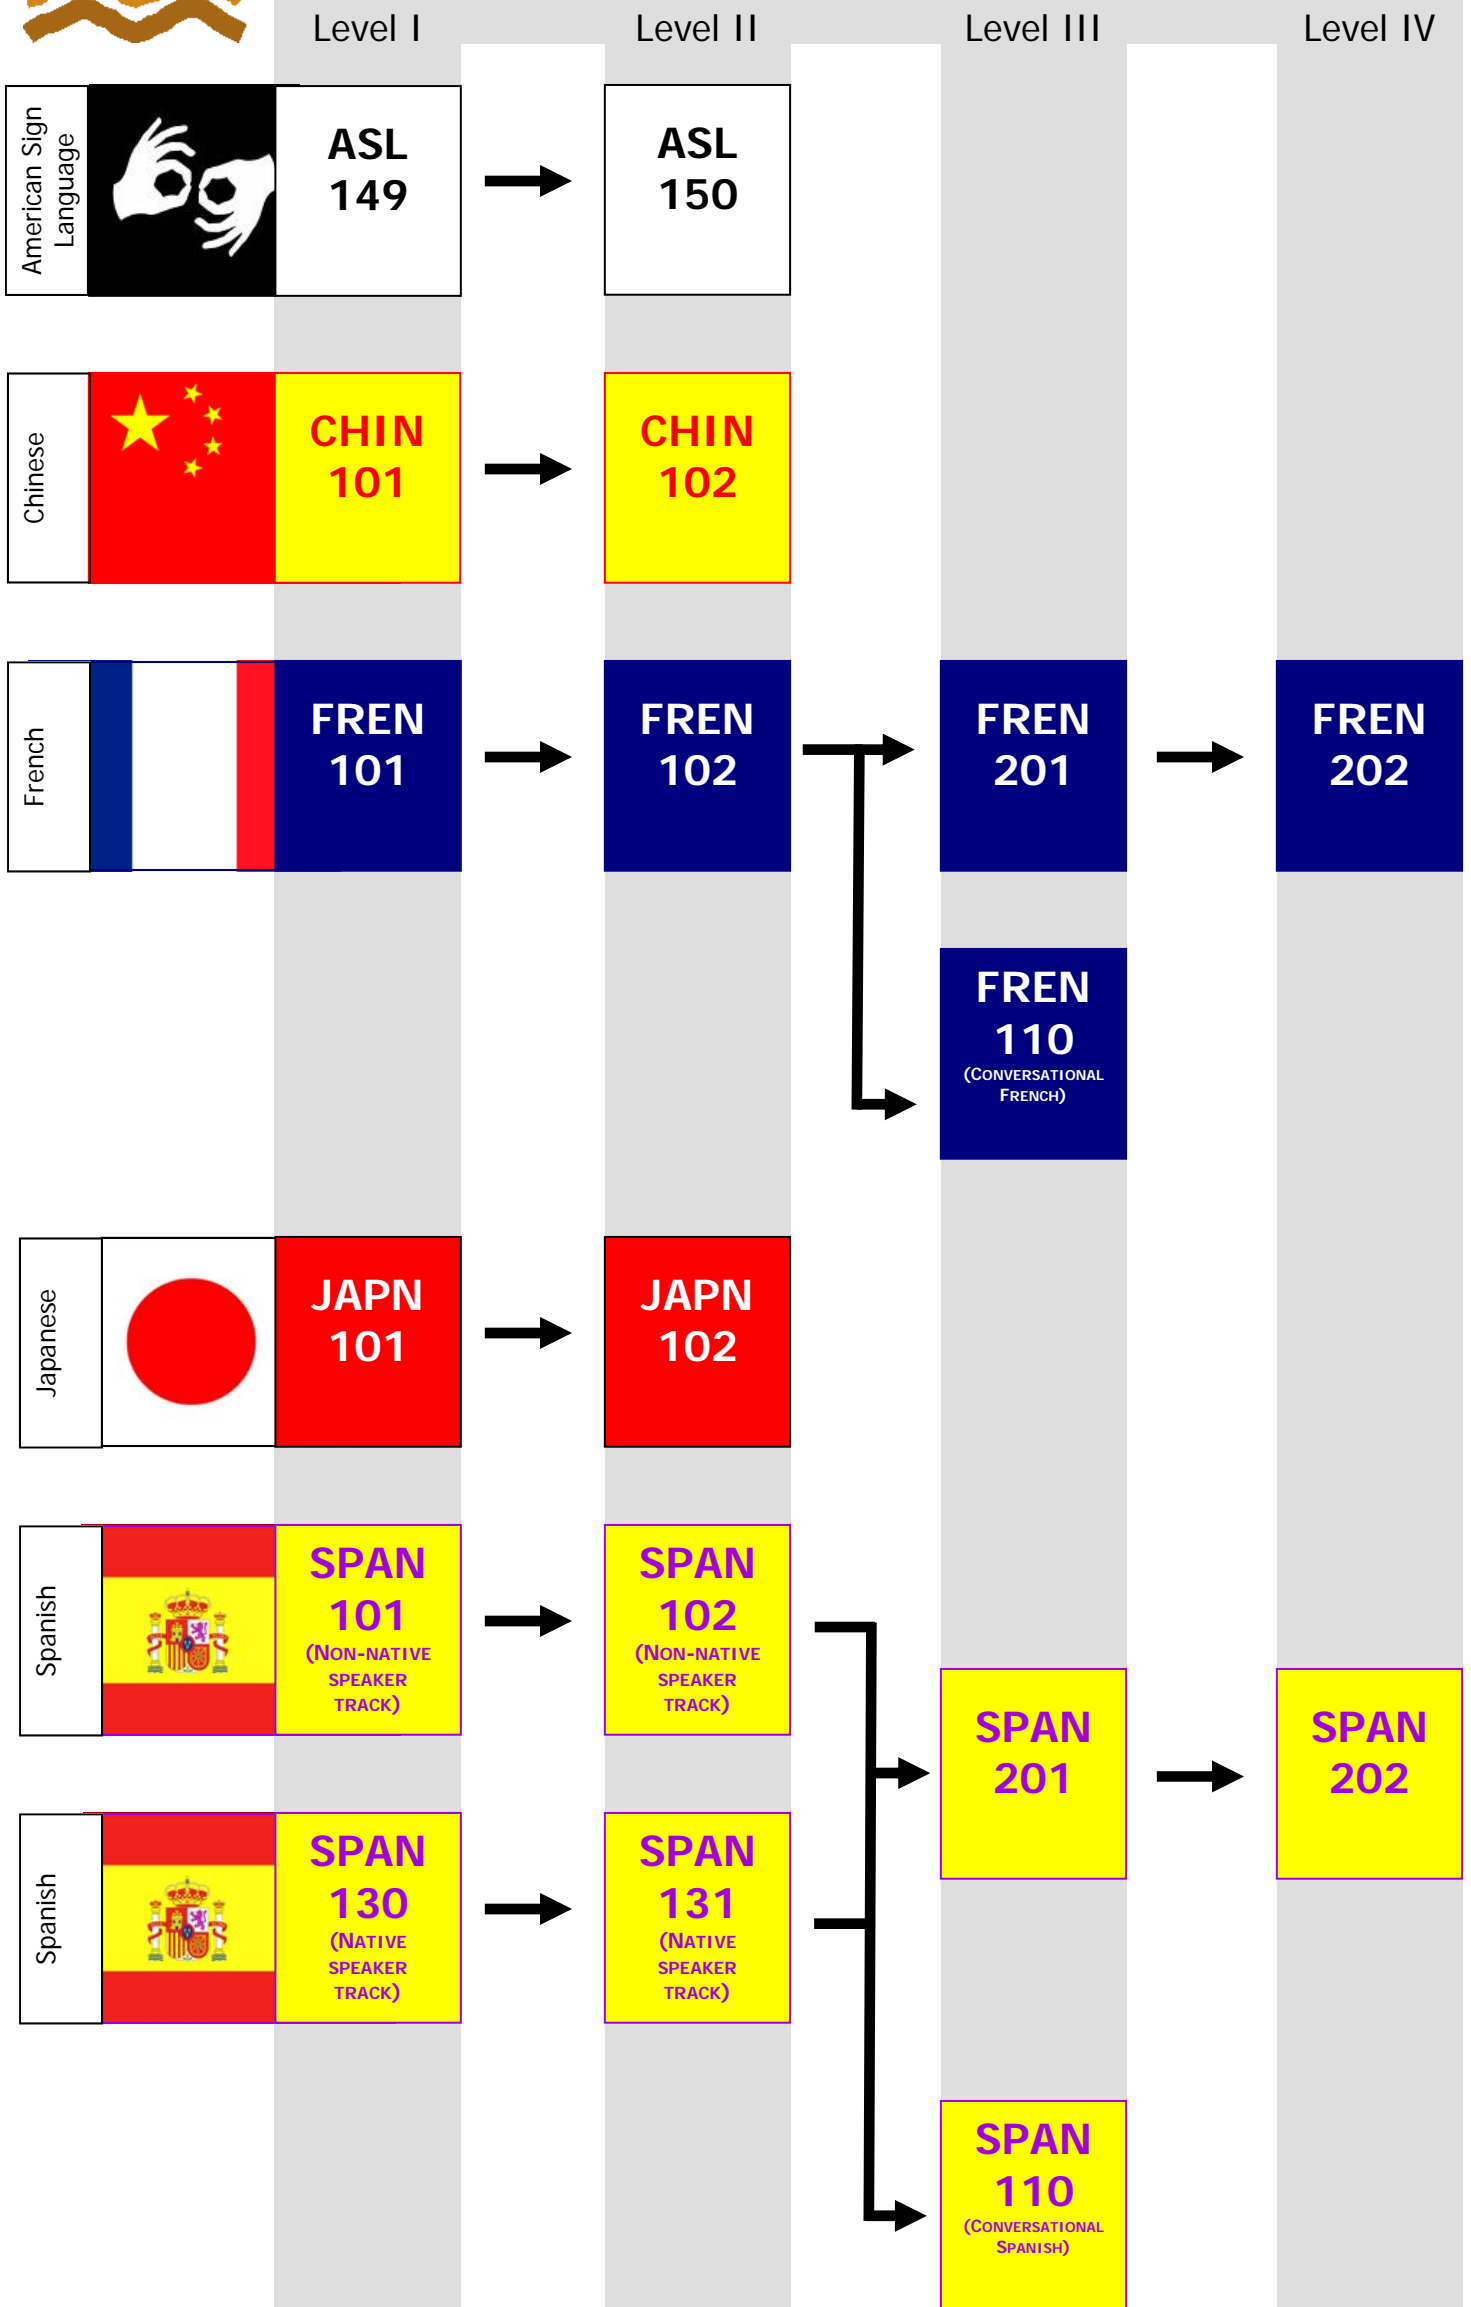 Level I
Level II
Level III
Level IV
American Sign
Language
ASL
149
ASL
150
Chinese
CHIN
101
CHIN
102
French
FREN
101
FREN
102
FREN
201
FREN
202
FREN
110
(CONVERSATIONAL
FRENCH)
Japanese
JAPN
101
JAPN
102
Spanish
SPAN
101
(NON-NATIVE
SPEAKER
TRACK)
SPAN
102
(NON-NATIVE
SPEAKER
TRACK)
SPAN
201
SPAN
202
Spanish
SPAN
130
(NATIVE
SPEAKER
TRACK)
SPAN
131
(NATIVE
SPEAKER
TRACK)
SPAN
110
(CONVERSATIONAL
SPANISH)